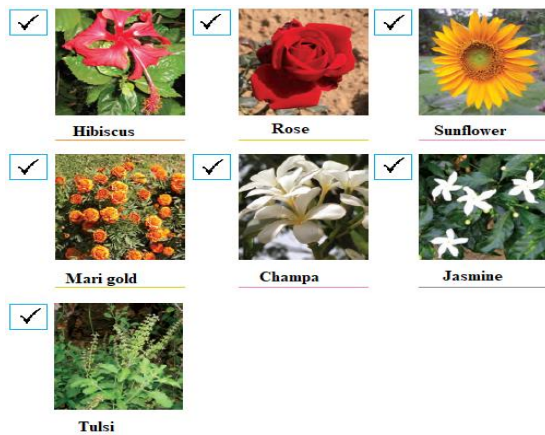 Hibiscus
Rose
Sunflower
Mari gold
Champa
Jasmine
Tulsi